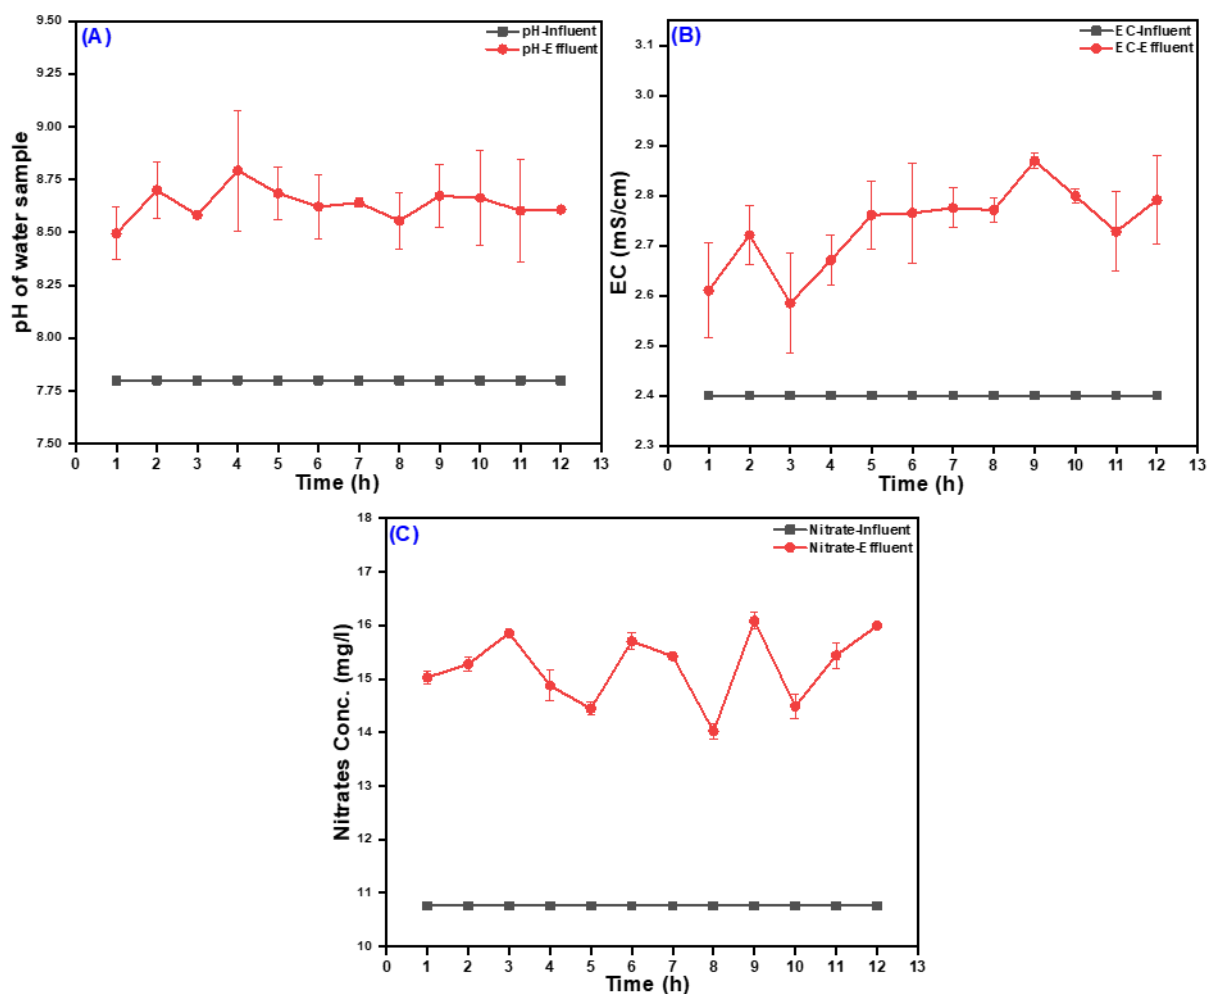 (A)
pH-Influent
pH-Effluent
9.50
9.25
9.00
8.75
8.50
8.25
8.00
7.75
7.50
pH of water sample
0 1 2 3 4 5 6 7 8 9 10 11 12 13
Time (h)
(B)
EC-Influent
EC-Effluent
3.1
3.0
2.9
2.8
2.7
2.6
2.5
2.4
2.3
EC (mS/cm)
0 1 2 3 4 5 6 7 8 9 10 11 12 13
Time (h)
(C)
Nitrate-Influent
Nitrate-Effluent
18
17
16
15
14
13
12
11
10
Nitrates Conc. (mg/l)
0 1 2 3 4 5 6 7 8 9 10 11 12 13
Time (h)